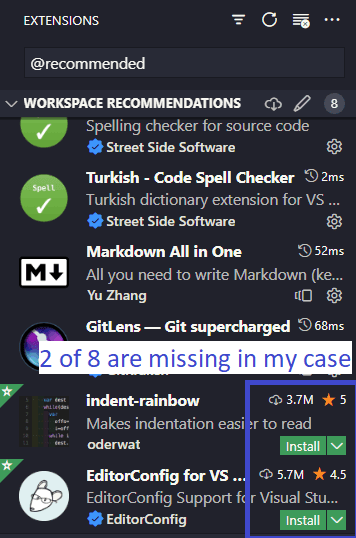 EXTENSIONS
@recommended
WORKSPACE RECOMMENDATIONS 8
Spelling checker for source code
Street Side Software
Spell
Turkish - Code Spell Checker 2ms
Turkish dictionary extension for VS ...
Street Side Software
Markdown All in One 52ms
All you need to write Markdown (ke...
Yu Zhang
GitLens — Git supercharged 68ms
2 of 8 are missing in my case
indent-rainbow 3.7M 5
Makes indentation easier to read
oderwat Install
EditorConfig for VS ... 5.7M 4.5
EditorConfig Support for Visual Stu...
EditorConfig Install